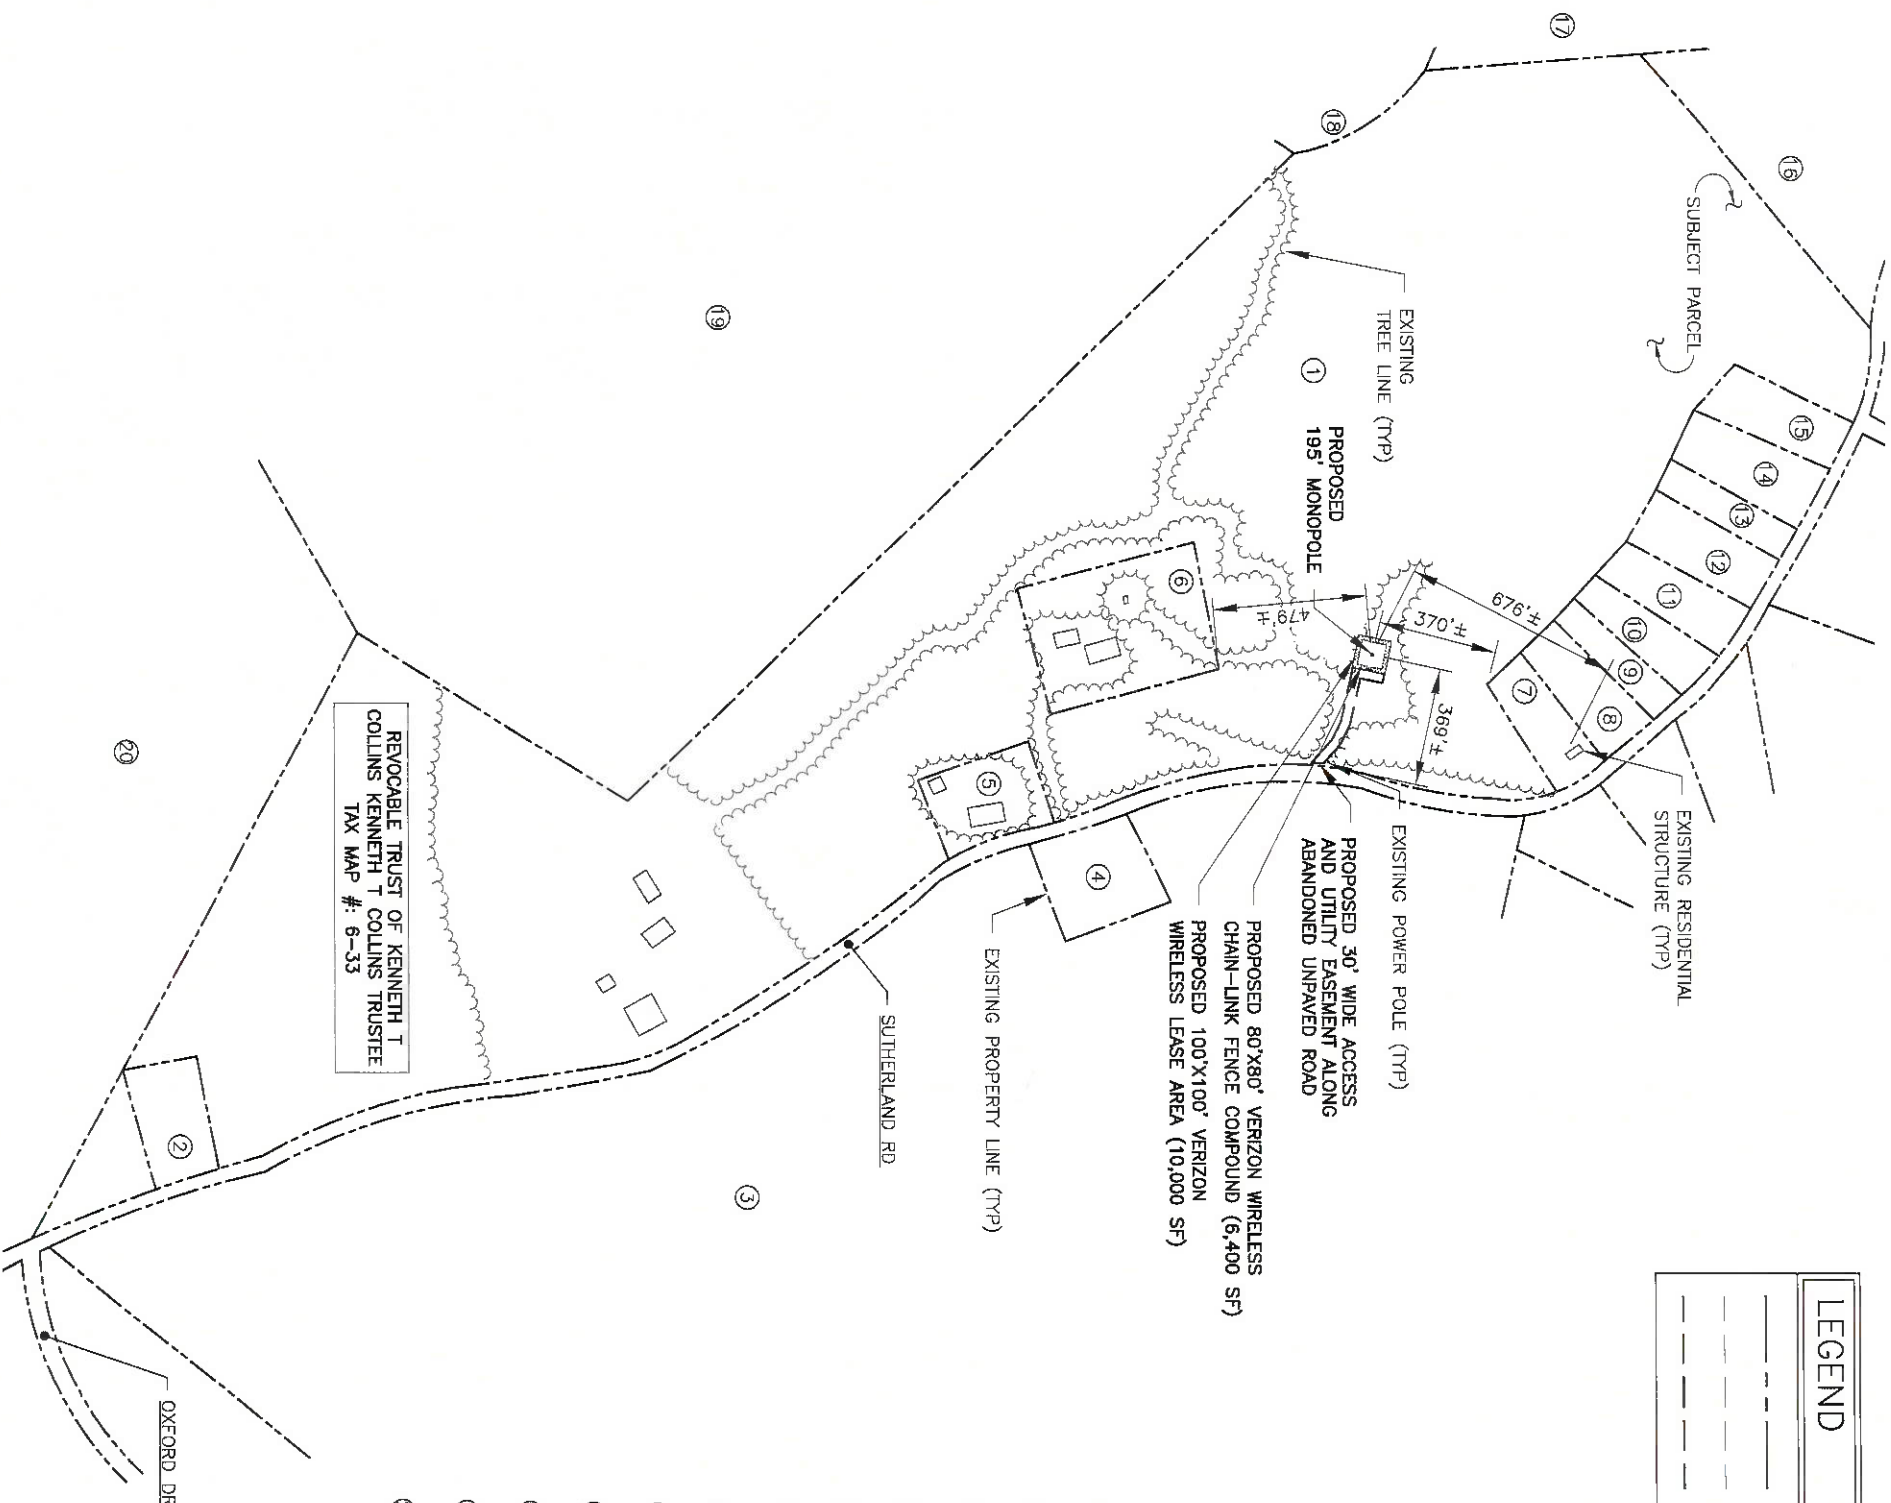 LEGEND
17
16
18
SUBJECT PARCEL
15
14
13
12
11
10
9
8
7
EXISTING
TREE LINE (TYP)
1
PROPOSED
195' MONOPOLE
676'±
370'±
479'±
369'±
EXISTING RESIDENTIAL
STRUCTURE (TYP)
EXISTING POWER POLE (TYP)
PROPOSED 30' WIDE ACCESS
AND UTILITY EASEMENT ALONG
ABANDONED UNPAVED ROAD
PROPOSED 80'X80' VERIZON WIRELESS
CHAIN-LINK FENCE COMPOUND (6,400 SF)
PROPOSED 100'X100' VERIZON
WIRELESS LEASE AREA (10,000 SF)
6
5
4
EXISTING PROPERTY LINE (TYP)
SUTHERLAND RD
19
3
REVOCABLE TRUST OF KENNETH T
COLLINS KENNETH T COLLINS TRUSTEE
TAX MAP #: 6-33
20
2
OXFORD DR